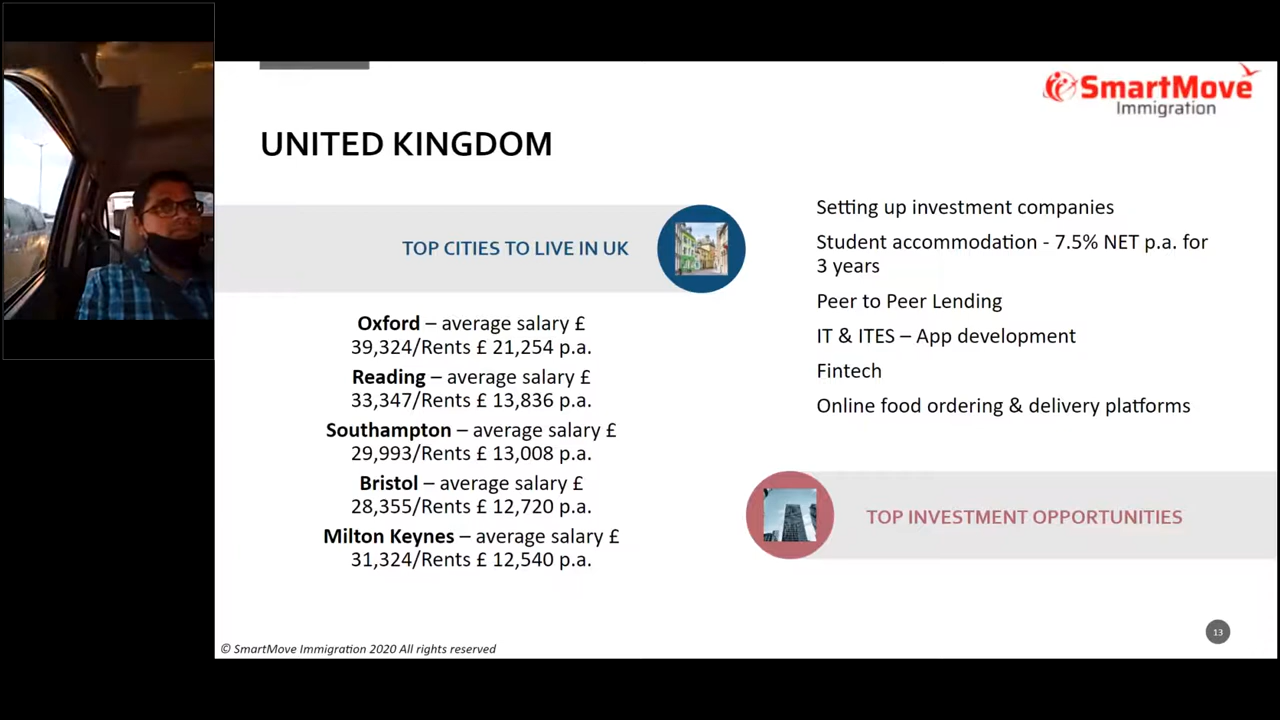 SmartMove
Immigration
UNITED KINGDOM
TOP CITIES TO LIVE IN UK
Oxford – average salary £
39,324/Rents £ 21,254 p.a.
Reading – average salary £
33,347/Rents £ 13,836 p.a.
Southampton – average salary £
29,993/Rents £ 13,008 p.a.
Bristol – average salary £
28,355/Rents £ 12,720 p.a.
Milton Keynes – average salary £
31,324/Rents £ 12,540 p.a.
Setting up investment companies
Student accommodation - 7.5% NET p.a. for
3 years
Peer to Peer Lending
IT & ITES – App development
Fintech
Online food ordering & delivery platforms
TOP INVESTMENT OPPORTUNITIES
13
© SmartMove Immigration 2020 All rights reserved